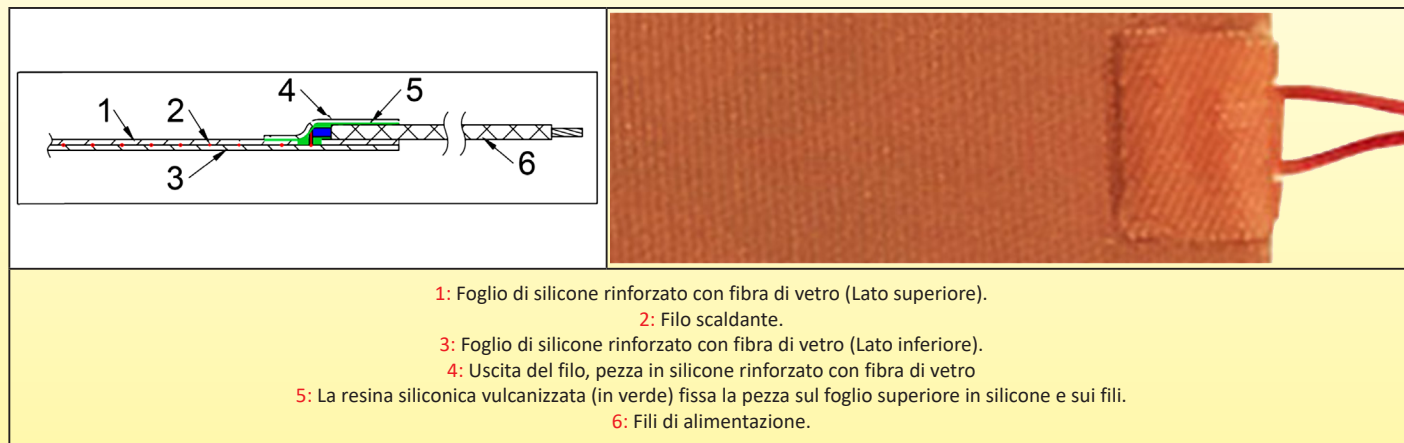 1
2
3
4
5
6
1: Foglio di silicone rinforzato con fibra di vetro (Lato superiore).
2: Filo scaldante.
3: Foglio di silicone rinforzato con fibra di vetro (Lato inferiore).
4: Uscita del filo, pezza in silicone rinforzato con fibra di vetro
5: La resina siliconica vulcanizzata (in verde) fissa la pezza sul foglio superiore in silicone e sui fili.
6: Fili di alimentazione.